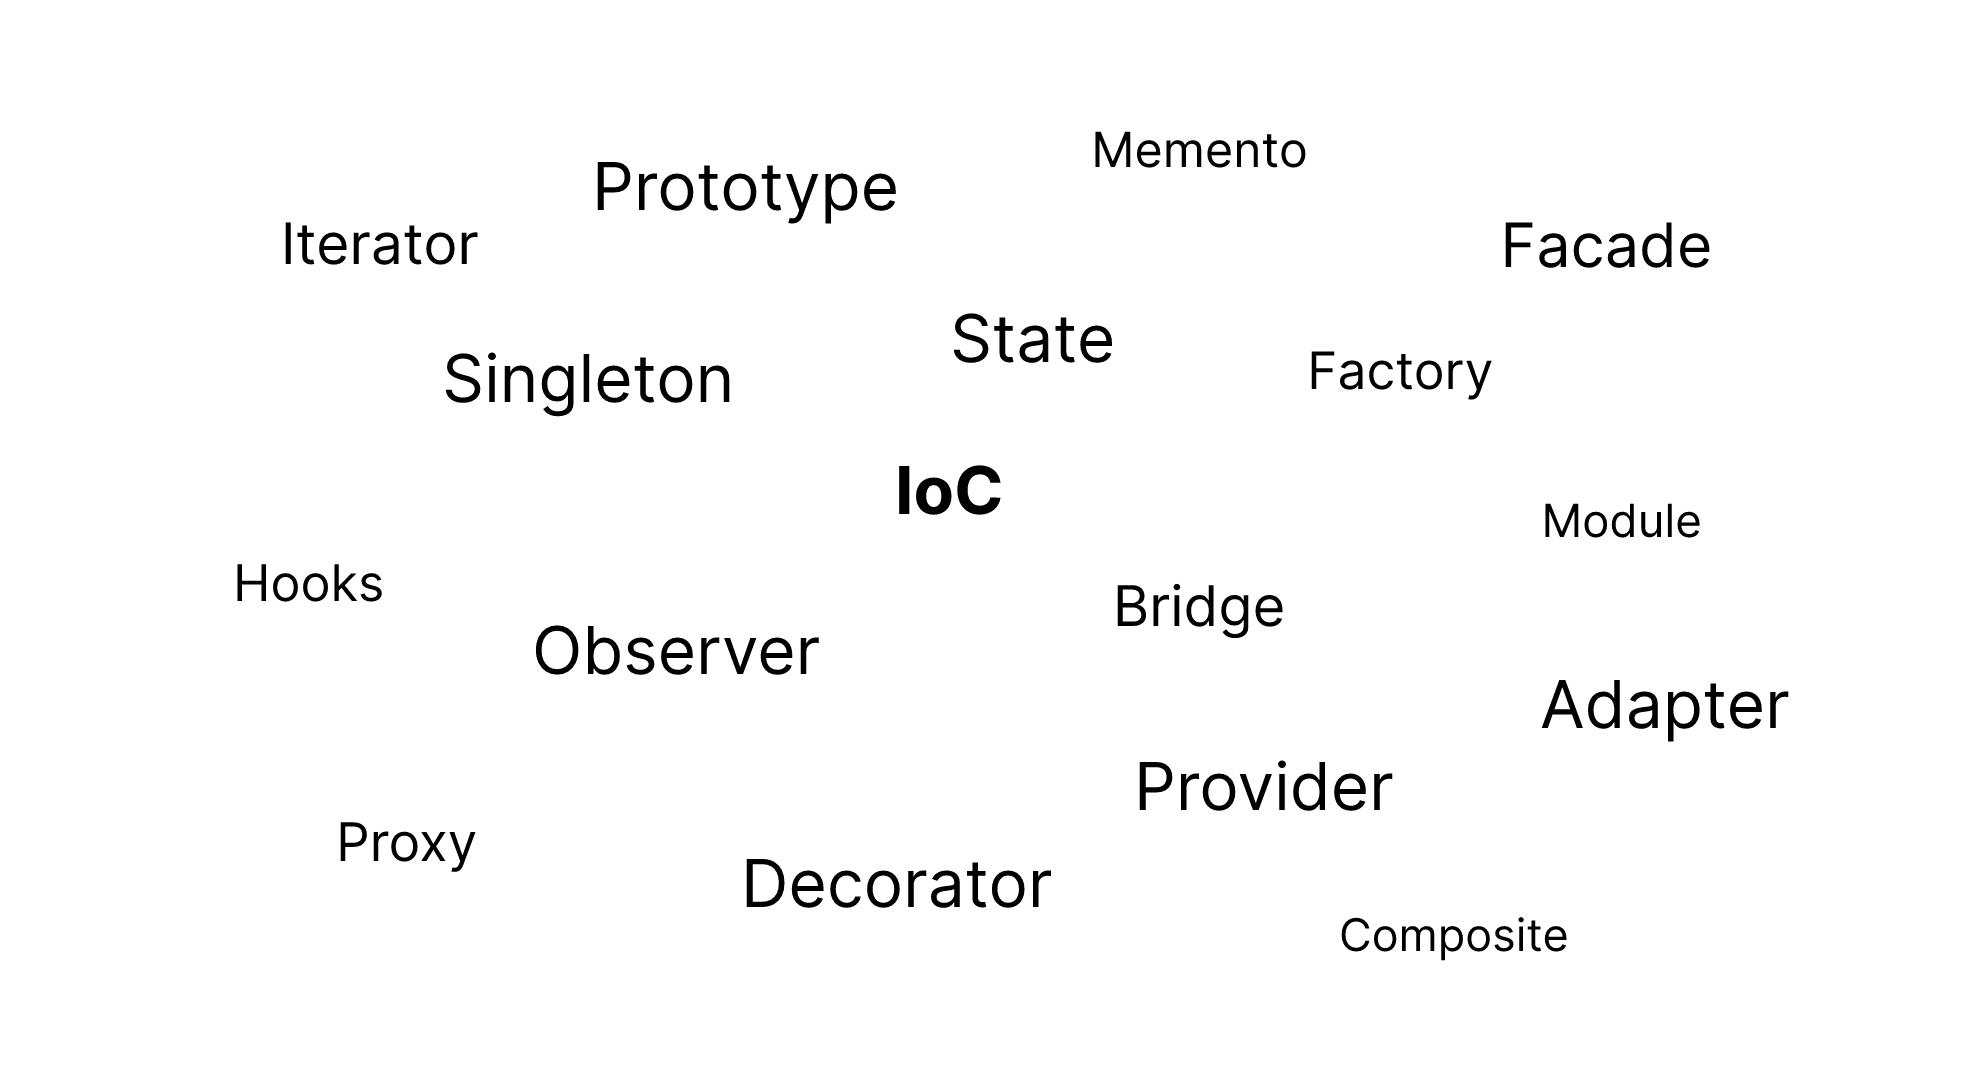 Memento
Prototype
Iterator
Facade
State
Factory
Singleton
IoC
Module
Hooks
Bridge
Observer
Adapter
Provider
Proxy
Decorator
Composite